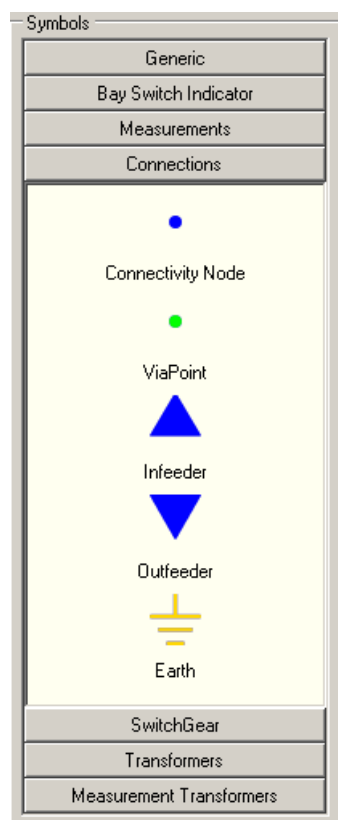 Symbols
Generic
Bay Switch Indicator
Measurements
Connections
Connectivity Node
ViaPoint
Infeeder
Outfeeder
Earth
SwitchGear
Transformers
Measurement Transformers